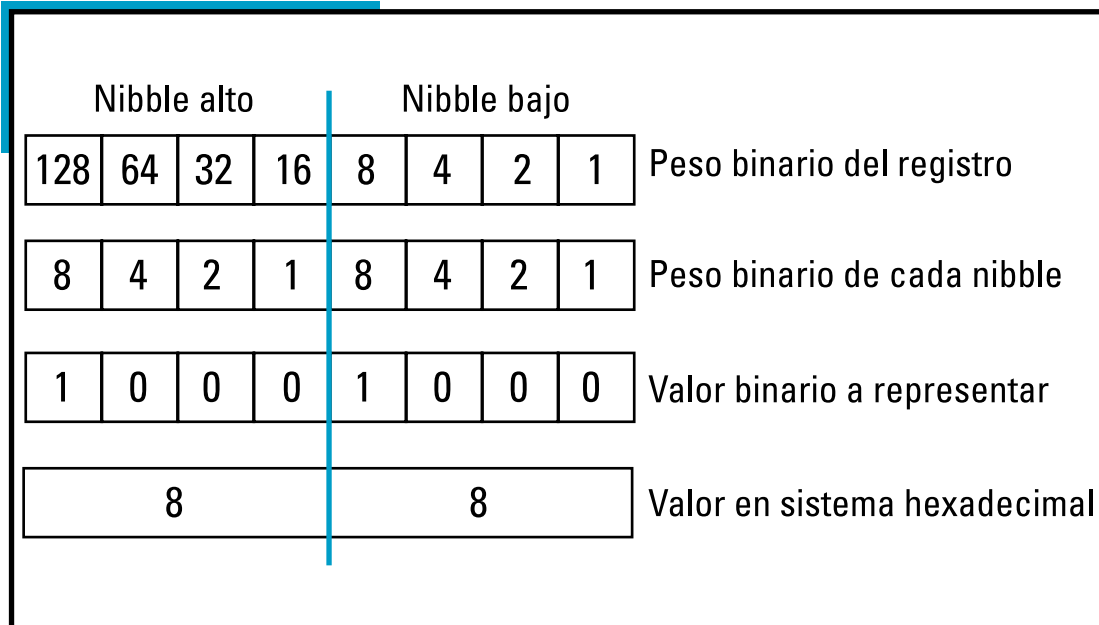 Nibble alto Nibble bajo
128 64 32 16 8 4 2 1 Peso binario del registro
8 4 2 1 8 4 2 1 Peso binario de cada nibble
1 0 0 0 1 0 0 0 Valor binario a representar
8 8 Valor en sistema hexadecimal